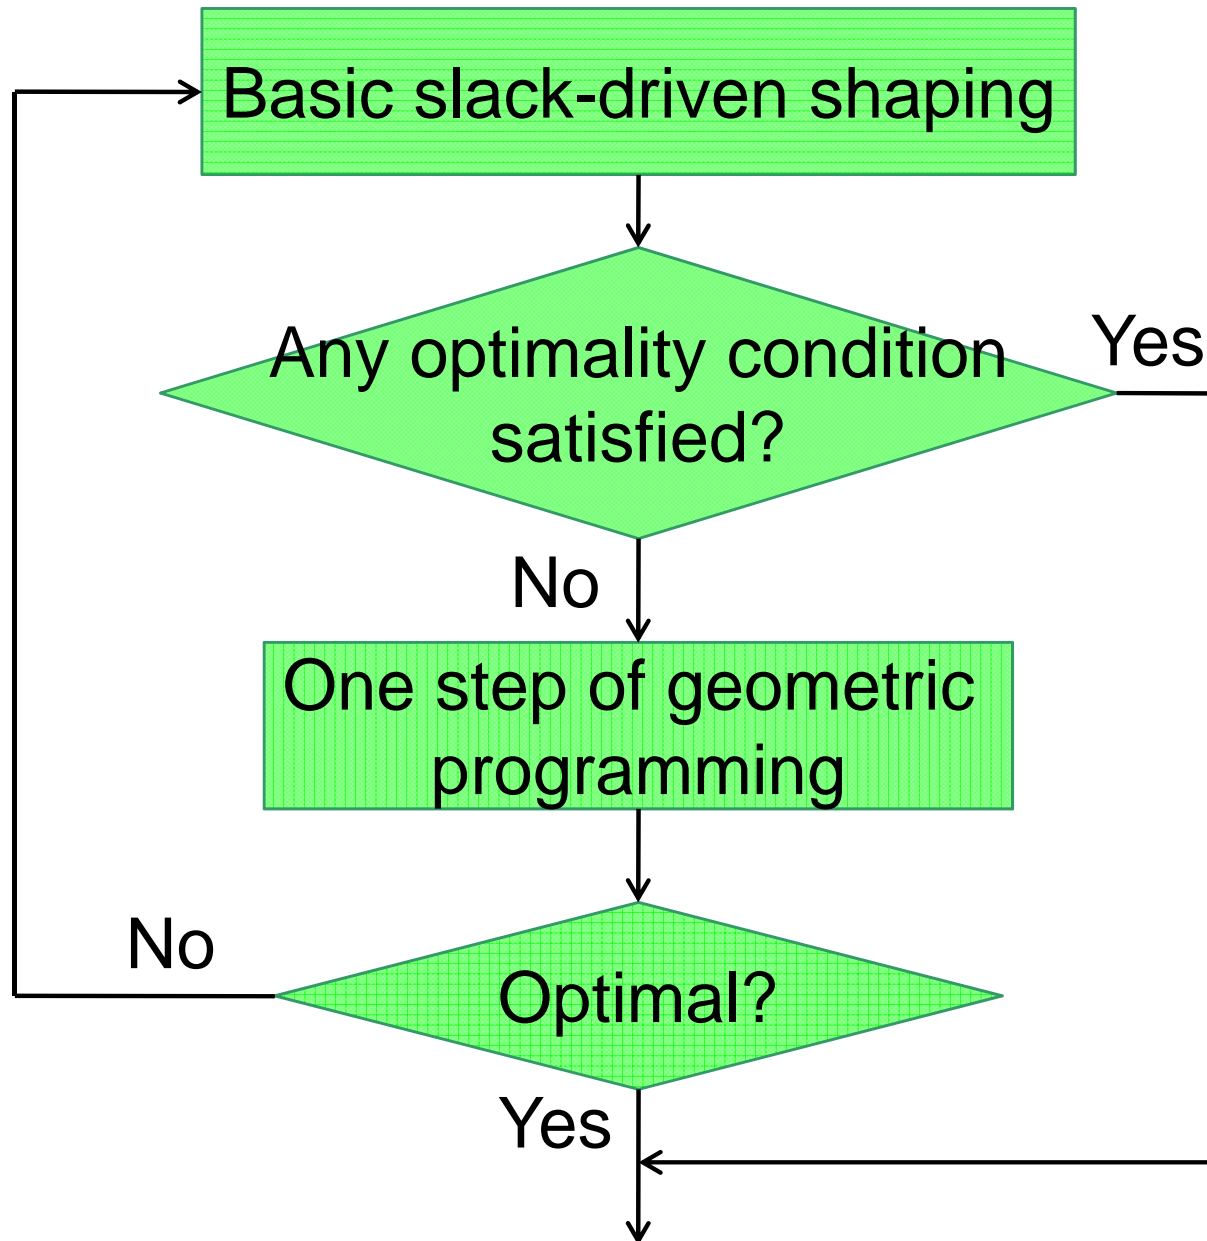 Basic slack-driven shaping
Any optimality condition
satisfied?
Yes
No
One step of geometric
programming
No
Optimal?
Yes